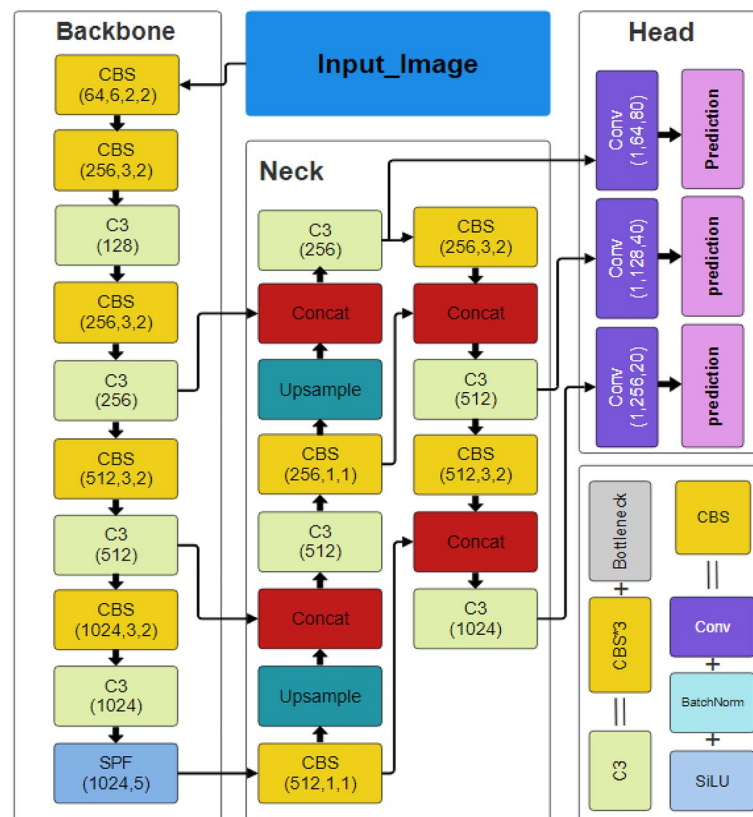 Backbone
CBS
(64,6,2,2)
CBS
(256,3,2)
C3
(128)
CBS
(256,3,2)
C3
(256)
CBS
(512,3,2)
C3
(512)
CBS
(1024,3,2)
C3
(1024)
SPF
(1024,5)
Input_Image
Neck
C3
(256)
Concat
Upsample
CBS
(256,1,1)
C3
(512)
Concat
Upsample
CBS
(512,1,1)
CBS
(256,3,2)
Concat
C3
(512)
CBS
(512,3,2)
Concat
C3
(1024)
Head
Conv
(1,64,80)
Prediction
Conv
(1,128,40)
prediction
Conv
(1,256,20)
prediction
Bottleneck
+
CBS*3
=
C3
CBS
=
Conv
+
BatchNorm
+
SiLU